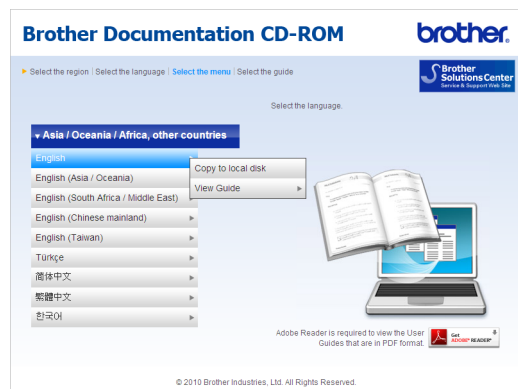 Brother Documentation CD-ROM
brother.
Select the region | Select the language | Select the menu | Select the guide
Brother
Solutions Center
Service & Support Web Site
Select the language.
Asia / Oceania / Africa, other countries
English
Copy to local disk
View Guide
English (Asia / Oceania)
English (South Africa / Middle East)
English (Chinese mainland)
English (Taiwan)
Türkçe
简体中文
繁體中文
한국어
Adobe Reader is required to view the User
Guides that are in PDF format.
Get
ADOBE® READER®
© 2010 Brother Industries, Ltd. All Rights Reserved.